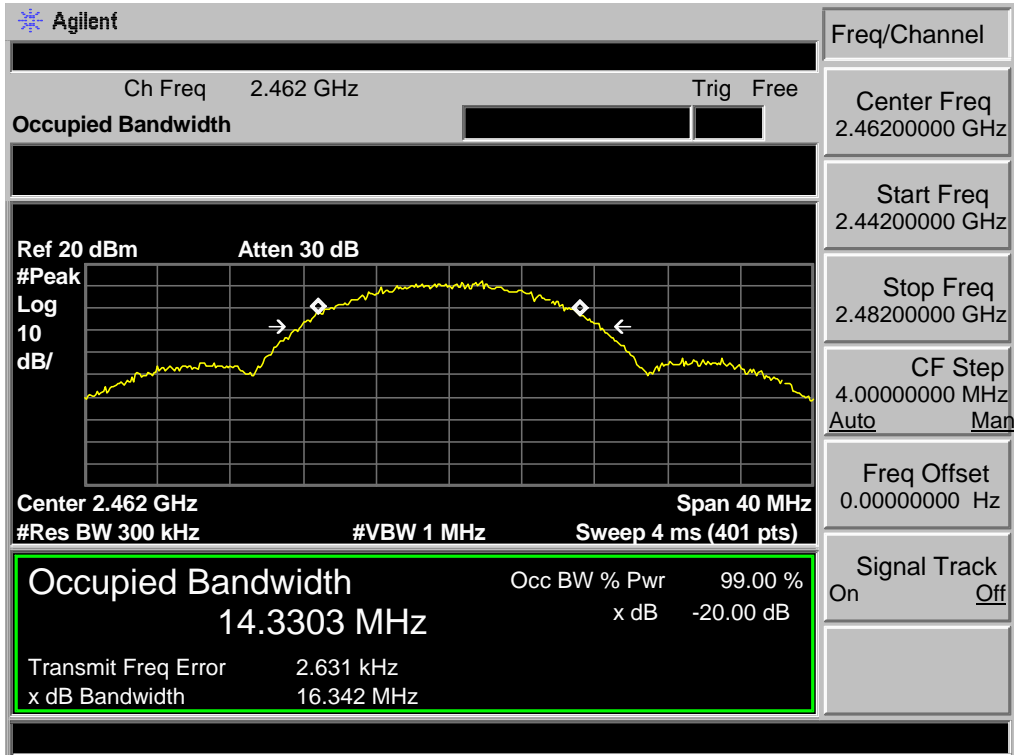 Agilent
Freq/Channel
Ch Freq 2.462 GHz Trig Free
Occupied Bandwidth
Center Freq
2.46200000 GHz
Start Freq
2.44200000 GHz
Stop Freq
2.48200000 GHz
CF Step
4.00000000 MHz
Auto Man
Freq Offset
0.00000000 Hz
Signal Track
On Off
Ref 20 dBm Atten 30 dB
#Peak
Log
10
dB/
Center 2.462 GHz Span 40 MHz
#Res BW 300 kHz #VBW 1 MHz Sweep 4 ms (401 pts)
Occupied Bandwidth Occ BW % Pwr 99.00 %
14.3303 MHz x dB -20.00 dB
Transmit Freq Error 2.631 kHz
x dB Bandwidth 16.342 MHz